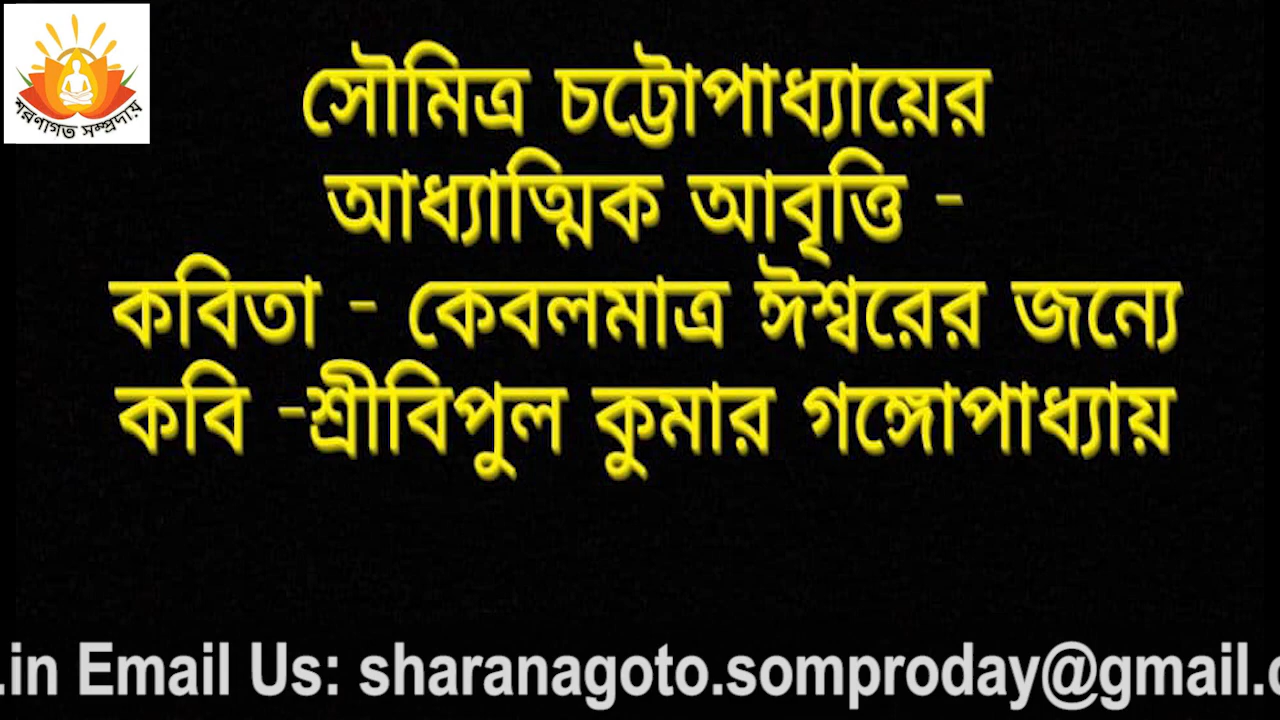 শরণাগত সম্প্রদায়
সৌমিত্র চট্টোপাধ্যায়ের
আধ্যাত্মিক আবৃত্তি -
কবিতা - কেবলমাত্র ঈশ্বরের জন্যে
কবি -শ্রীবিপুল কুমার গঙ্গোপাধ্যায়
.in Email Us: sharanagoto.somproday@gmail.c